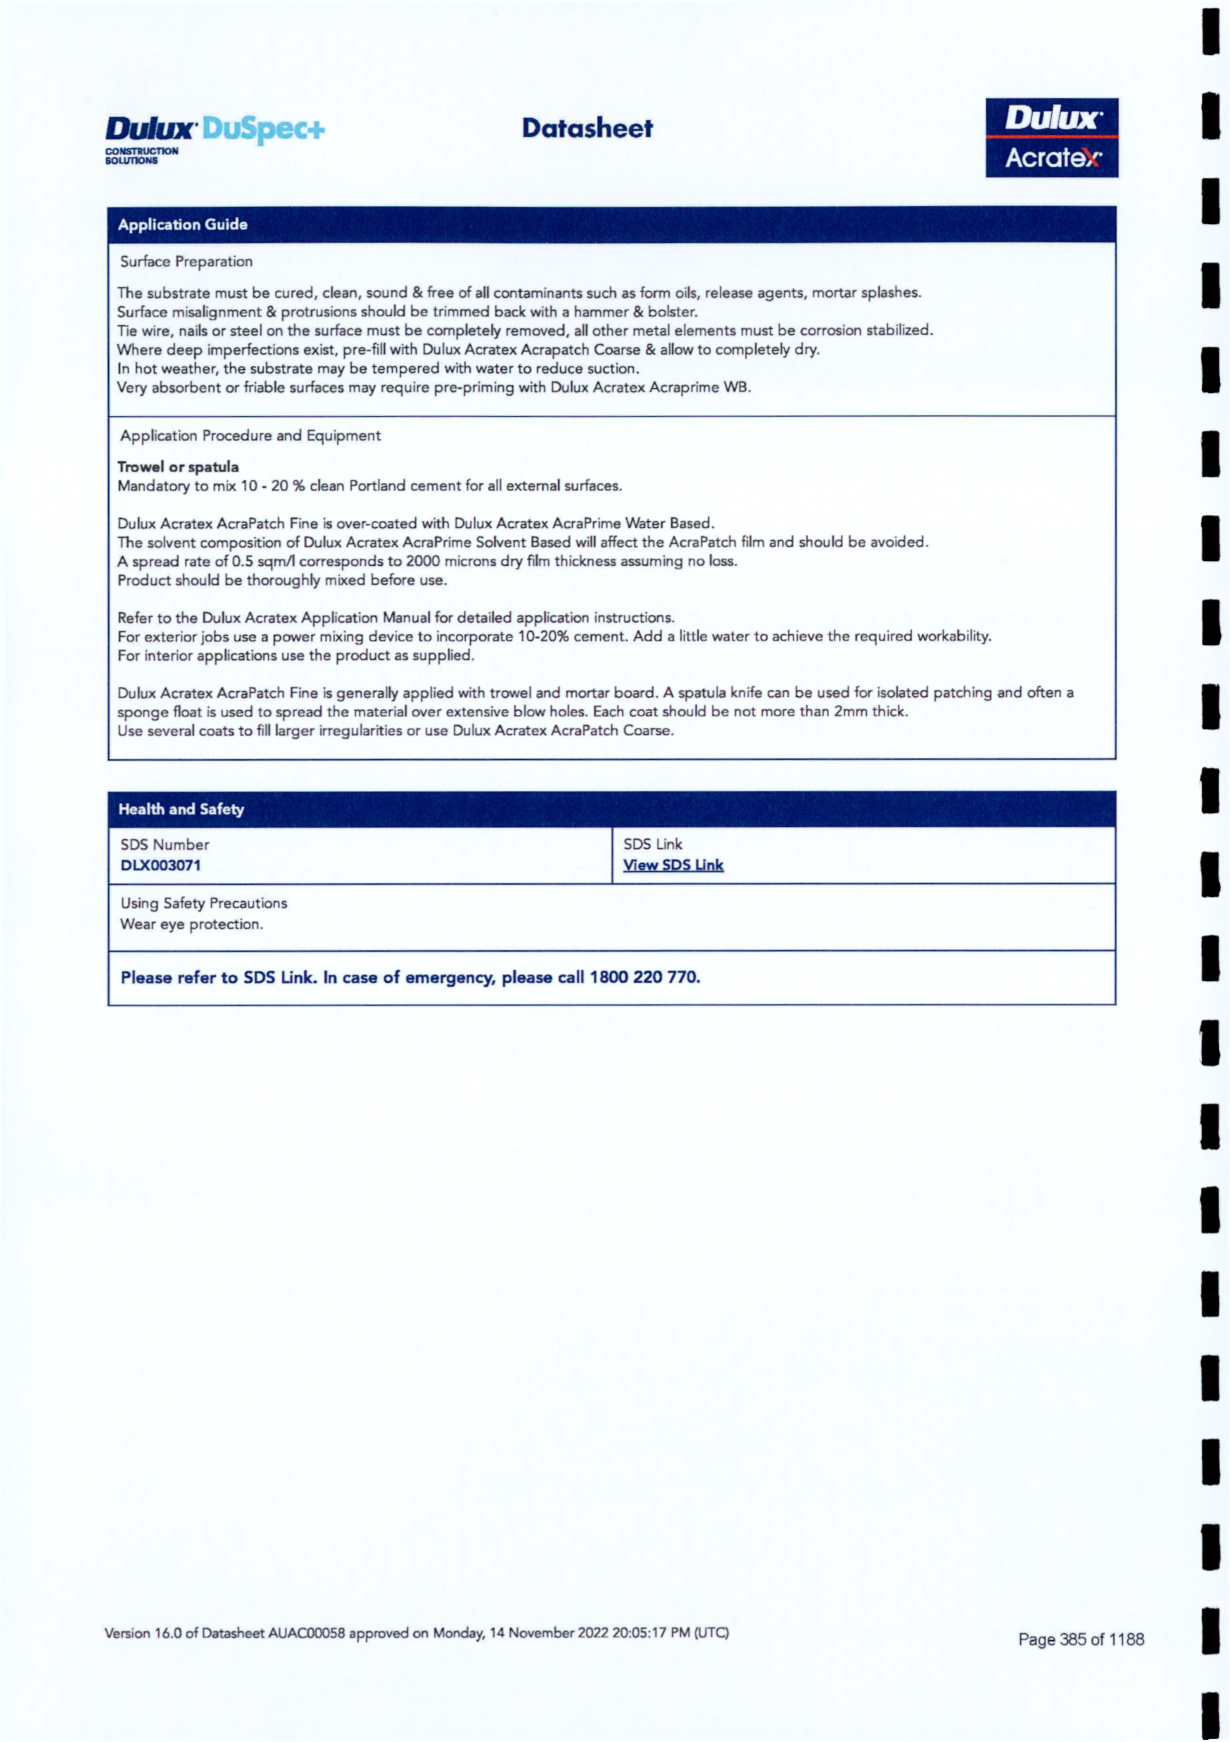 Dulux DuSpec+
CONSTRUCTION
SOLUTIONS
Datasheet
Dulux
Acratex
Application Guide
Surface Preparation
The substrate must be cured, clean, sound & free of all contaminants such as form oils, release agents, mortar splashes.
Surface misalignment & protrusions should be trimmed back with a hammer & bolster.
Tie wire, nails or steel on the surface must be completely removed, all other metal elements must be corrosion stabilized.
Where deep imperfections exist, pre-fill with Dulux Acratex Acrapatch Coarse & allow to completely dry.
In hot weather, the substrate may be tempered with water to reduce suction.
Very absorbent or friable surfaces may require pre-priming with Dulux Acratex Acraprime WB.
Application Procedure and Equipment
Trowel or spatula
Mandatory to mix 10 - 20 % clean Portland cement for all external surfaces.
Dulux Acratex AcraPatch Fine is over-coated with Dulux Acratex AcraPrime Water Based.
The solvent composition of Dulux Acratex AcraPrime Solvent Based will affect the AcraPatch film and should be avoided.
A spread rate of 0.5 sqm/l corresponds to 2000 microns dry film thickness assuming no loss.
Product should be thoroughly mixed before use.
Refer to the Dulux Acratex Application Manual for detailed application instructions.
For exterior jobs use a power mixing device to incorporate 10-20% cement. Add a little water to achieve the required workability.
For interior applications use the product as supplied.
Dulux Acratex AcraPatch Fine is generally applied with trowel and mortar board. A spatula knife can be used for isolated patching and often a
sponge float is used to spread the material over extensive blow holes. Each coat should be not more than 2mm thick.
Use several coats to fill larger irregularities or use Dulux Acratex AcraPatch Coarse.
Health and Safety
SDS Number
DLX003071
SDS Link
View SDS Link
Using Safety Precautions
Wear eye protection.
Please refer to SDS Link. In case of emergency, please call 1800 220 770.
Version 16.0 of Datasheet AUAC00058 approved on Monday, 14 November 2022 20:05:17 PM (UTC)
Page 385 of 1188